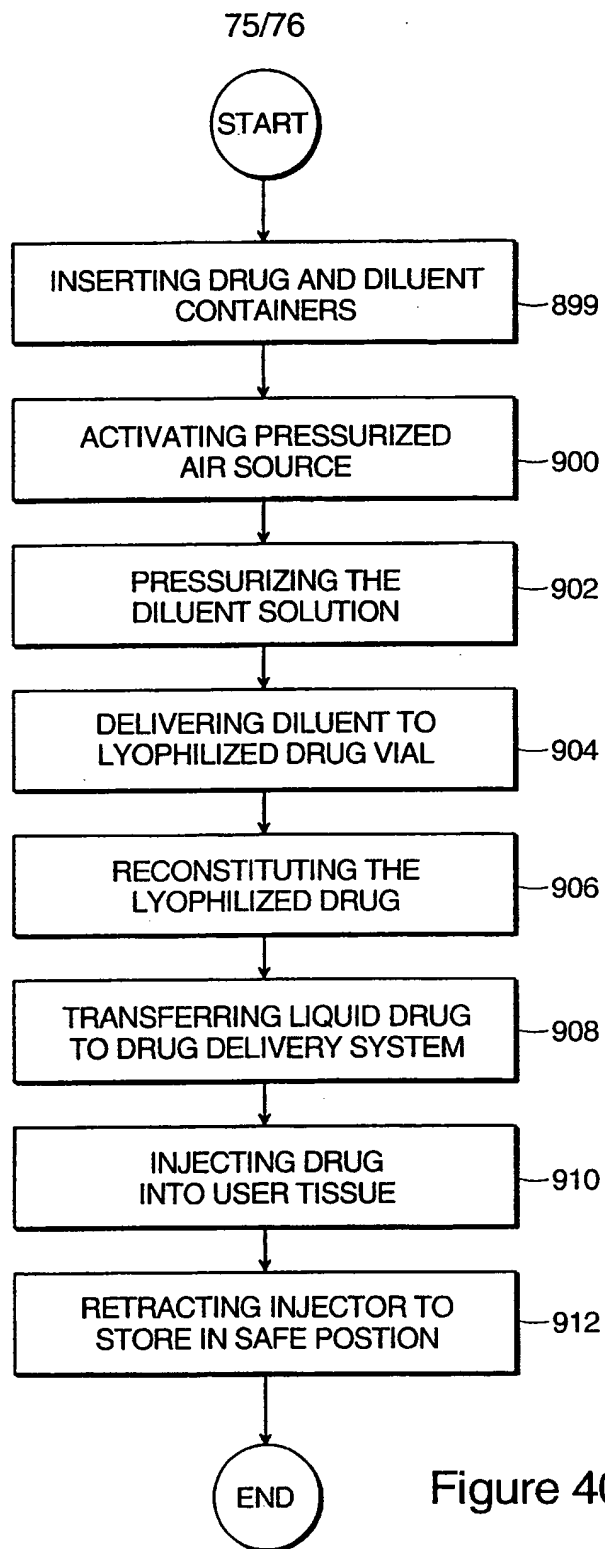 75/76
START
INSERTING DRUG AND DILUENT
CONTAINERS
899
ACTIVATING PRESSURIZED
AIR SOURCE
900
PRESSURIZING THE
DILUENT SOLUTION
902
DELIVERING DILUENT TO
LYOPHILIZED DRUG VIAL
904
RECONSTITUTING THE
LYOPHILIZED DRUG
906
TRANSFERRING LIQUID DRUG
TO DRUG DELIVERY SYSTEM
908
INJECTING DRUG
INTO USER TISSUE
910
RETRACTING INJECTOR TO
STORE IN SAFE POSTION
912
END
Figure 40